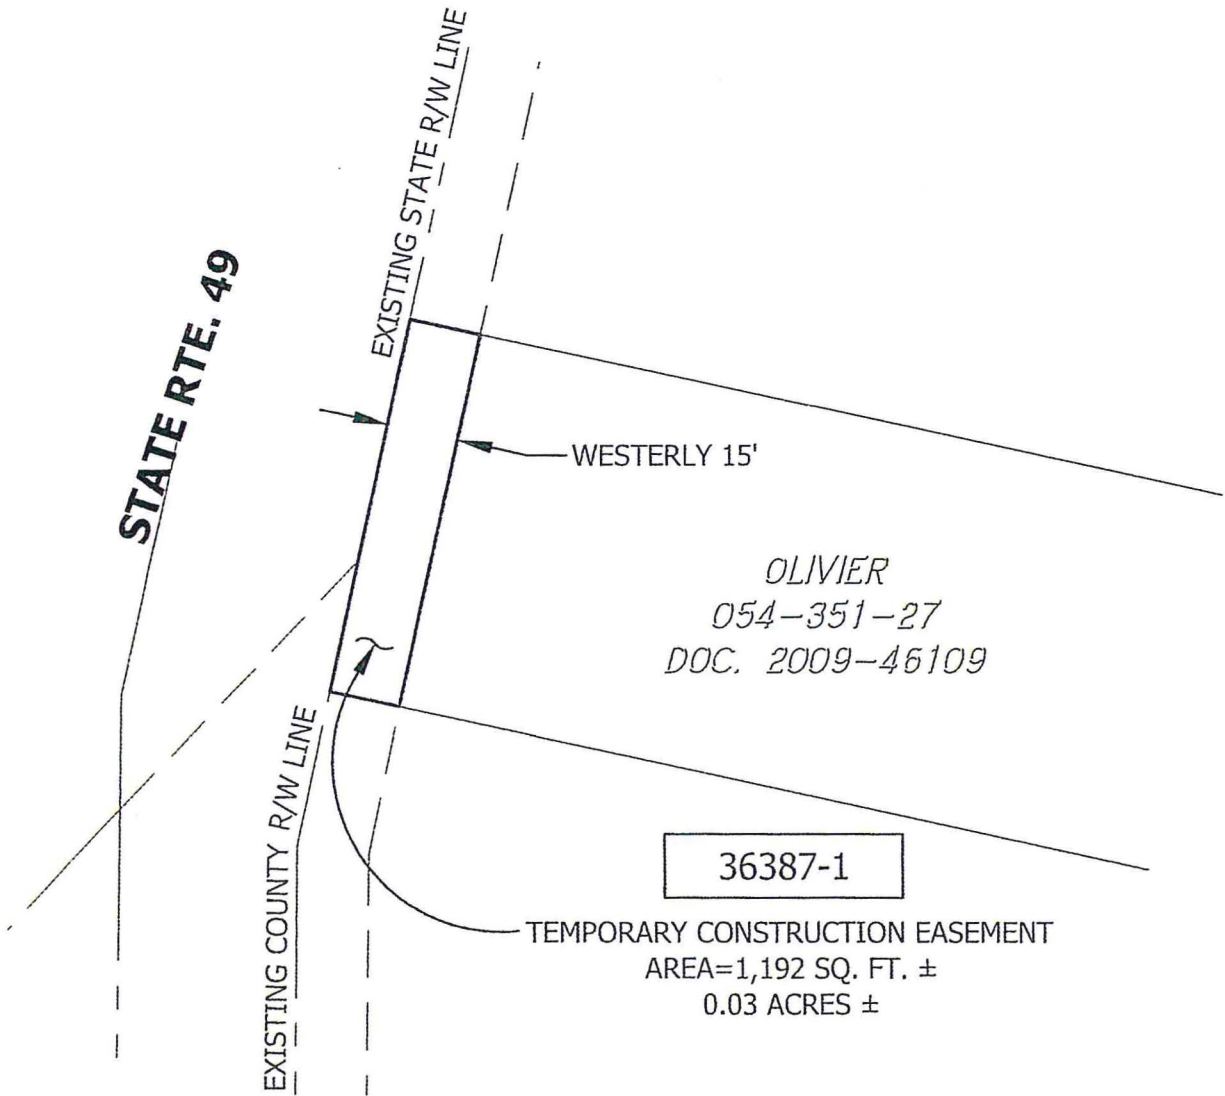 EXISTING STATE R/W LINE
STATE RTE. 49
WESTERLY 15'
OLIVIER
054-351-27
DOC. 2009-46109
EXISTING COUNTY R/W LINE
36387-1
TEMPORARY CONSTRUCTION EASEMENT
AREA=1,192 SQ. FT. ±
0.03 ACRES ±